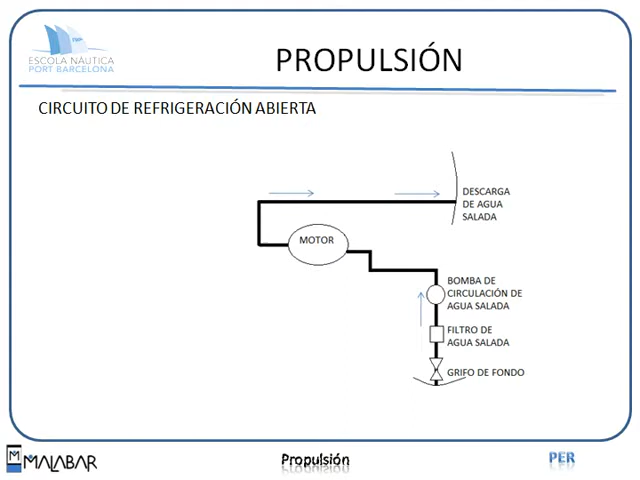 ESCOLA NÀUTICA
PORT BARCELONA
PROPULSIÓN
CIRCUITO DE REFRIGERACIÓN ABIERTA
DESCARGA
DE AGUA
SALADA
MOTOR
BOMBA DE
CIRCULACIÓN DE
AGUA SALADA
FILTRO DE
AGUA SALADA
GRIFO DE FONDO
MALABAR
Propulsión
PER